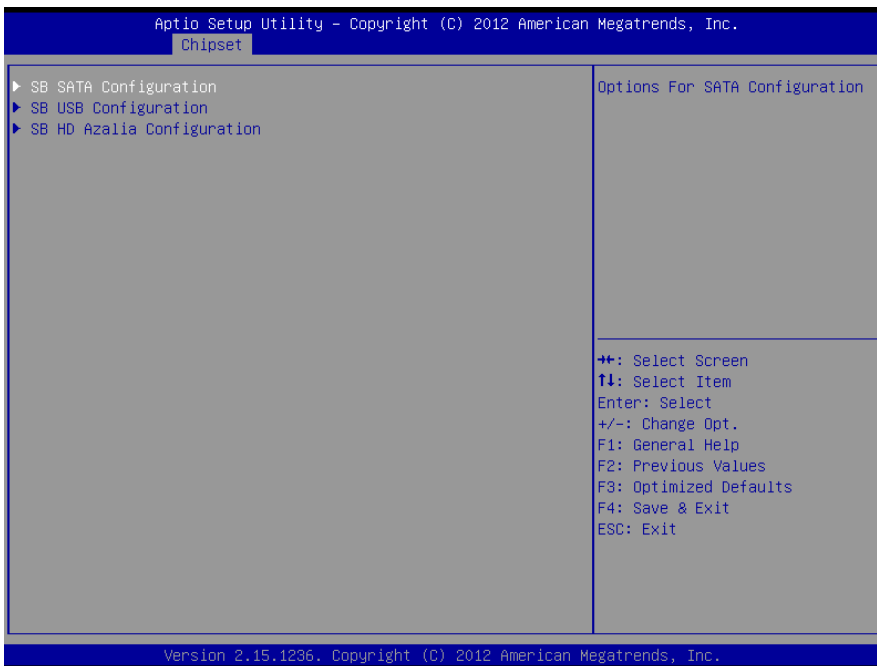 Aptio Setup Utility – Copyright (C) 2012 American Megatrends, Inc.
Chipset
▶ SB SATA Configuration
▶ SB USB Configuration
▶ SB HD Azalia Configuration
Options For SATA Configuration
→←: Select Screen
↑↓: Select Item
Enter: Select
+/-: Change Opt.
F1: General Help
F2: Previous Values
F3: Optimized Defaults
F4: Save & Exit
ESC: Exit
Version 2.15.1236. Copyright (C) 2012 American Megatrends, Inc.